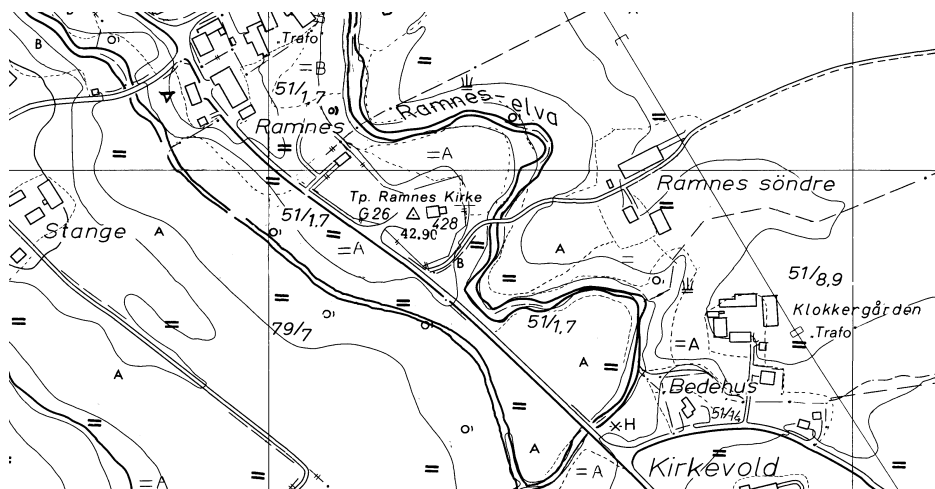 B
Trafo
B
=B
51/1,7
Ramnes-elva
Ramnes
=A
Ramnes söndre
Tp. Ramnes Kirke
G26
428
42.90
51/1.7
Stange
A
=A
A
B
51/8,9
Klokkergården
Trafo
79/7
51/1,7
=A
A
A
A
Bedehus
51/14
H
A
=A
=A
Kirkevold